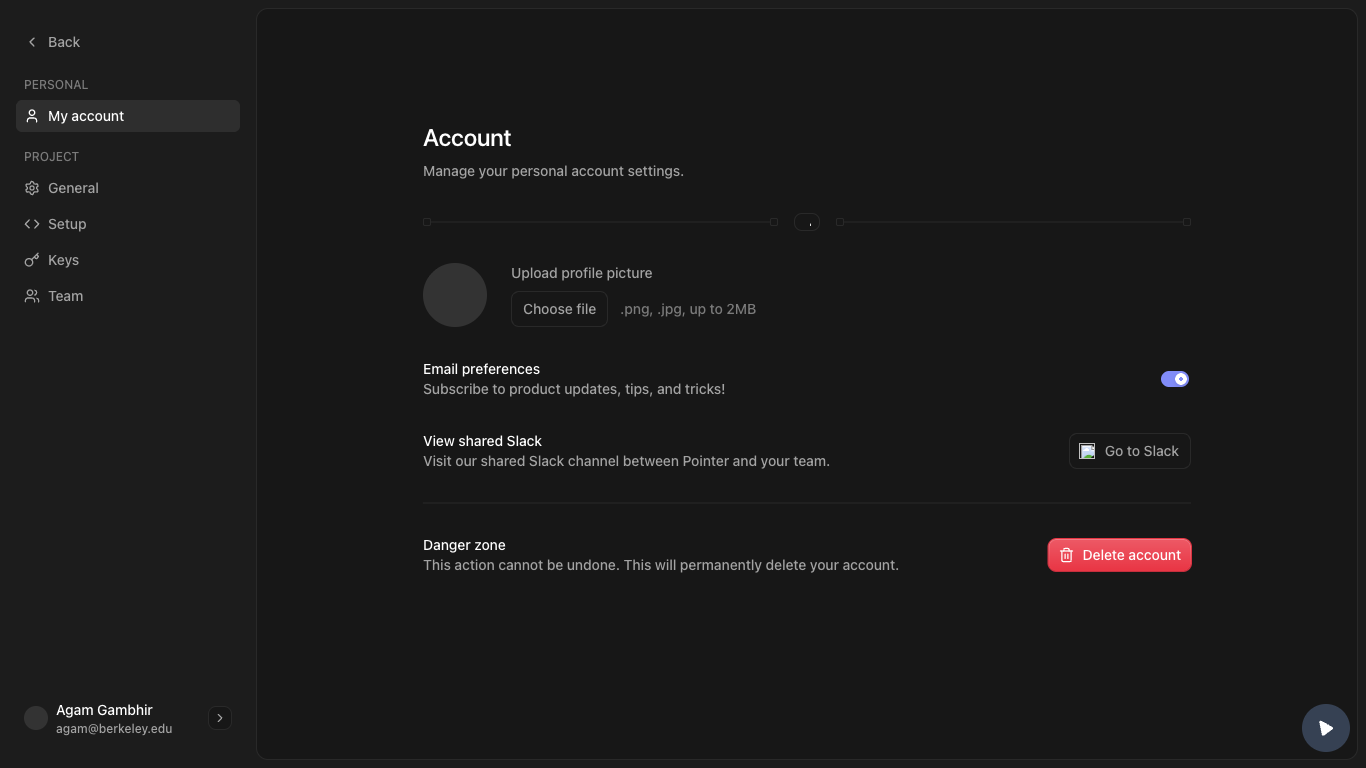 Back
PERSONAL
My account
PROJECT
General
Setup
Keys
Team
Agam Gambhir
agam@berkeley.edu
Account
Manage your personal account settings.
Upload profile picture
Choose file
.png, .jpg, up to 2MB
Email preferences
Subscribe to product updates, tips, and tricks!
View shared Slack
Visit our shared Slack channel between Pointer and your team.
Go to Slack
Danger zone
This action cannot be undone. This will permanently delete your account.
Delete account